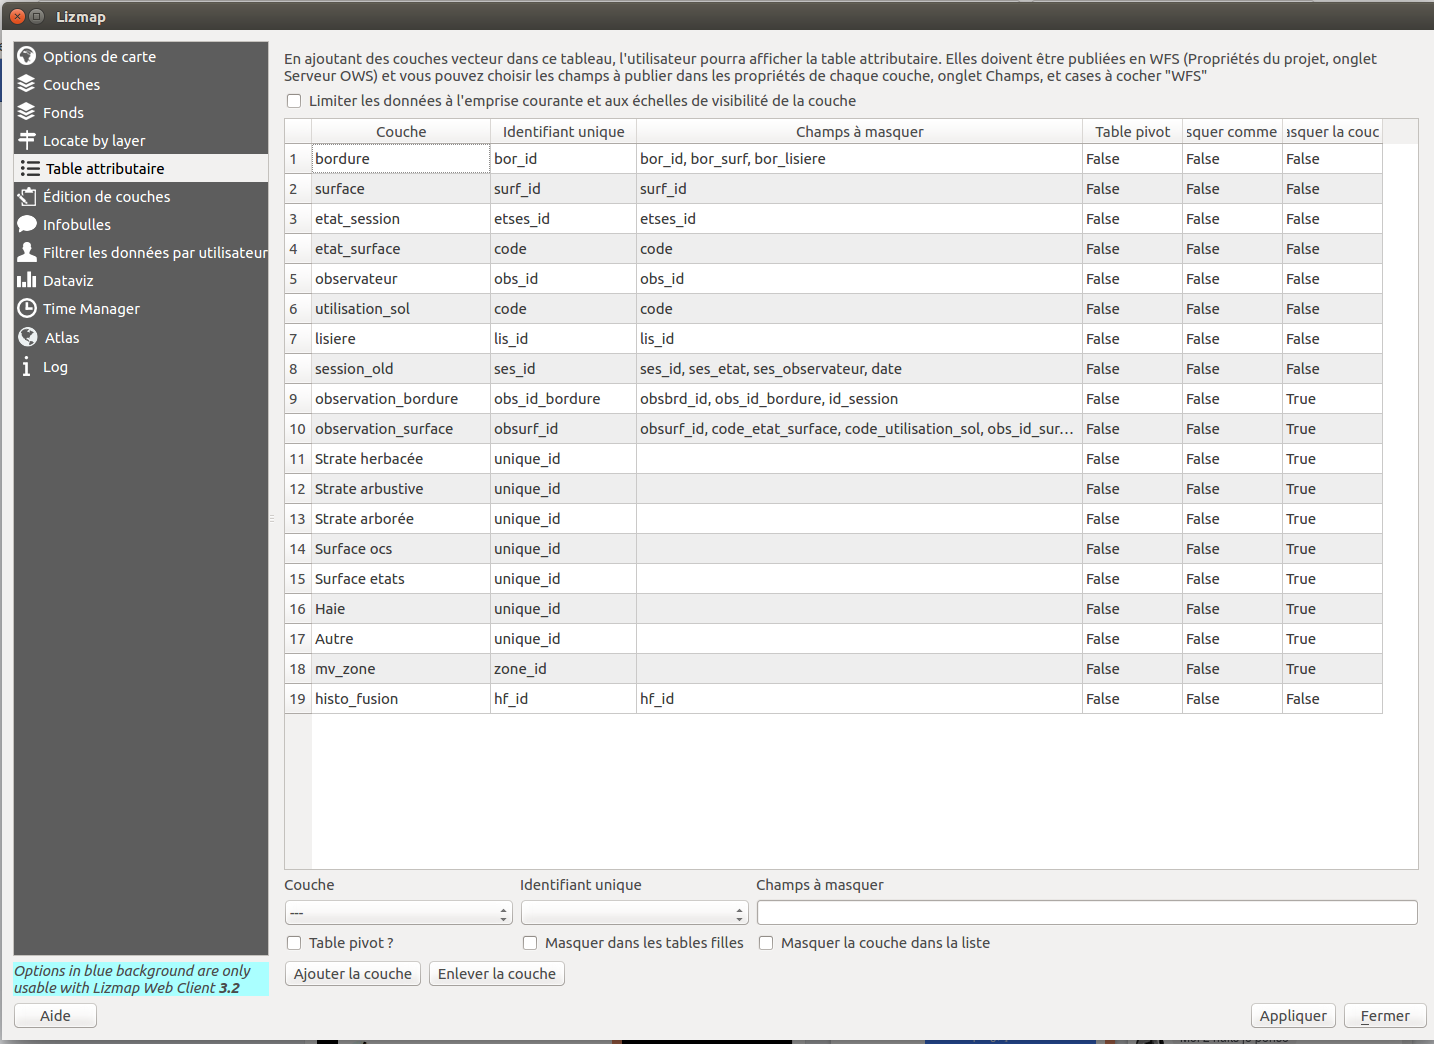 Lizmap
Options de carte
Couches
Fonds
Locate by layer
Table attributaire
Édition de couches
Infobulles
Filtrer les données par utilisateur
Dataviz
Time Manager
Atlas
Log
Options in blue background are only
usable with Lizmap Web Client 3.2
Aide
En ajoutant des couches vecteur dans ce tableau, l'utilisateur pourra afficher la table attributaire. Elles doivent être publiées en WFS (Propriétés du projet, onglet
Serveur OWS) et vous pouvez choisir les champs à publier dans les propriétés de chaque couche, onglet Champs, et cases à cocher "WFS"
Limiter les données à l'emprise courante et aux échelles de visibilité de la couche
Couche Identifiant unique Champs à masquer Table pivot squer comme asquer la couc
1 bordure bor_id bor_id, bor_surf, bor_lisiere False False False
2 surface surf_id surf_id False False False
3 etat_session etses_id etses_id False False False
4 etat_surface code code False False False
5 observateur obs_id obs_id False False False
6 utilisation_sol code code False False False
7 lisiere lis_id lis_id False False False
8 session_old ses_id ses_id, ses_etat, ses_observateur, date False False False
9 observation_bordure obs_id_bordure obsbrd_id, obs_id_bordure, id_session False False True
10 observation_surface obsurf_id obsurf_id, code_etat_surface, code_utilisation_sol, obs_id_sur... False False True
11 Strate herbacée unique_id False False True
12 Strate arbustive unique_id False False True
13 Strate arborée unique_id False False True
14 Surface ocs unique_id False False True
15 Surface etats unique_id False False True
16 Haie unique_id False False True
17 Autre unique_id False False True
18 mv_zone zone_id False False True
19 histo_fusion hf_id hf_id False False False
Couche Identifiant unique Champs à masquer
---
Table pivot ? Masquer dans les tables filles Masquer la couche dans la liste
Ajouter la couche Enlever la couche
Appliquer Fermer